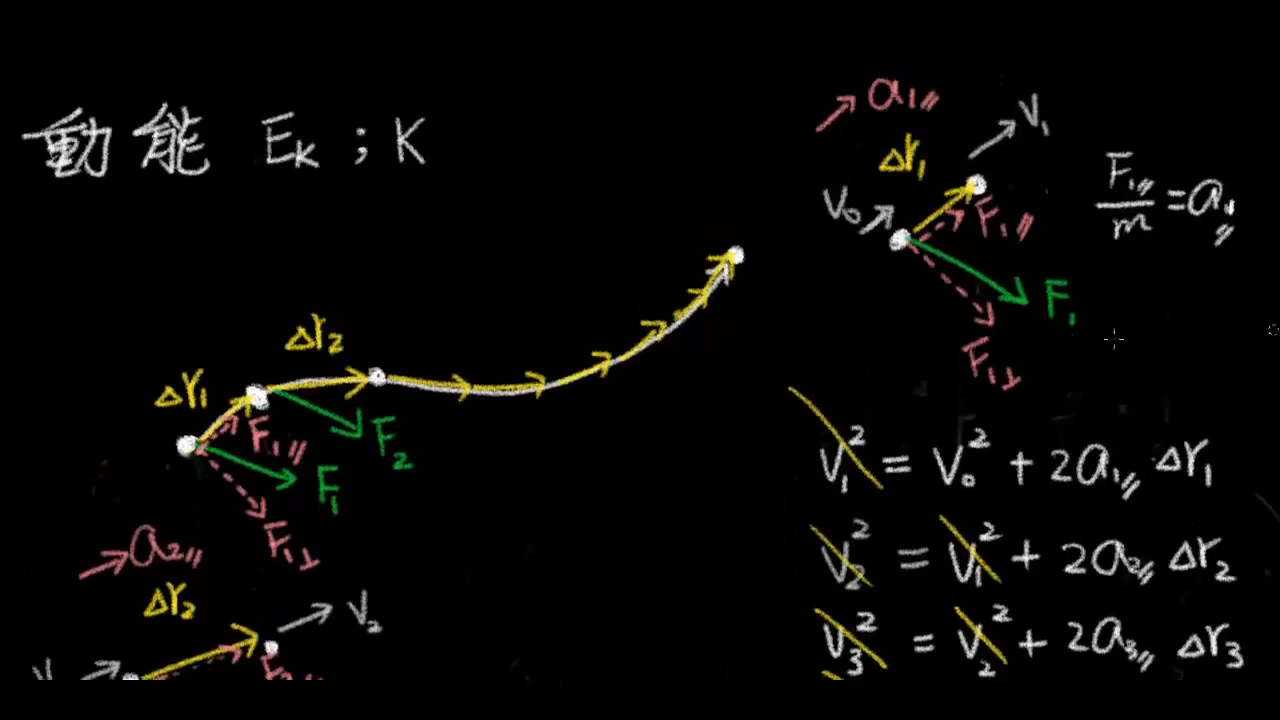 動能 Eₖ ; K
a₁∥
V₁
Δr₁
V₀
F₁∥
F₁∥/m = a₁∥
F₁
F₁⊥
Δr₂
Δr₁
F₁∥
F₂
F₁
F₁⊥
a₂∥
Δr₂
V₂
V₁² = V₀² + 2a₁∥ Δr₁
V₂² = V₁² + 2a₂∥ Δr₂
V₃² = V₂² + 2a₃∥ Δr₃